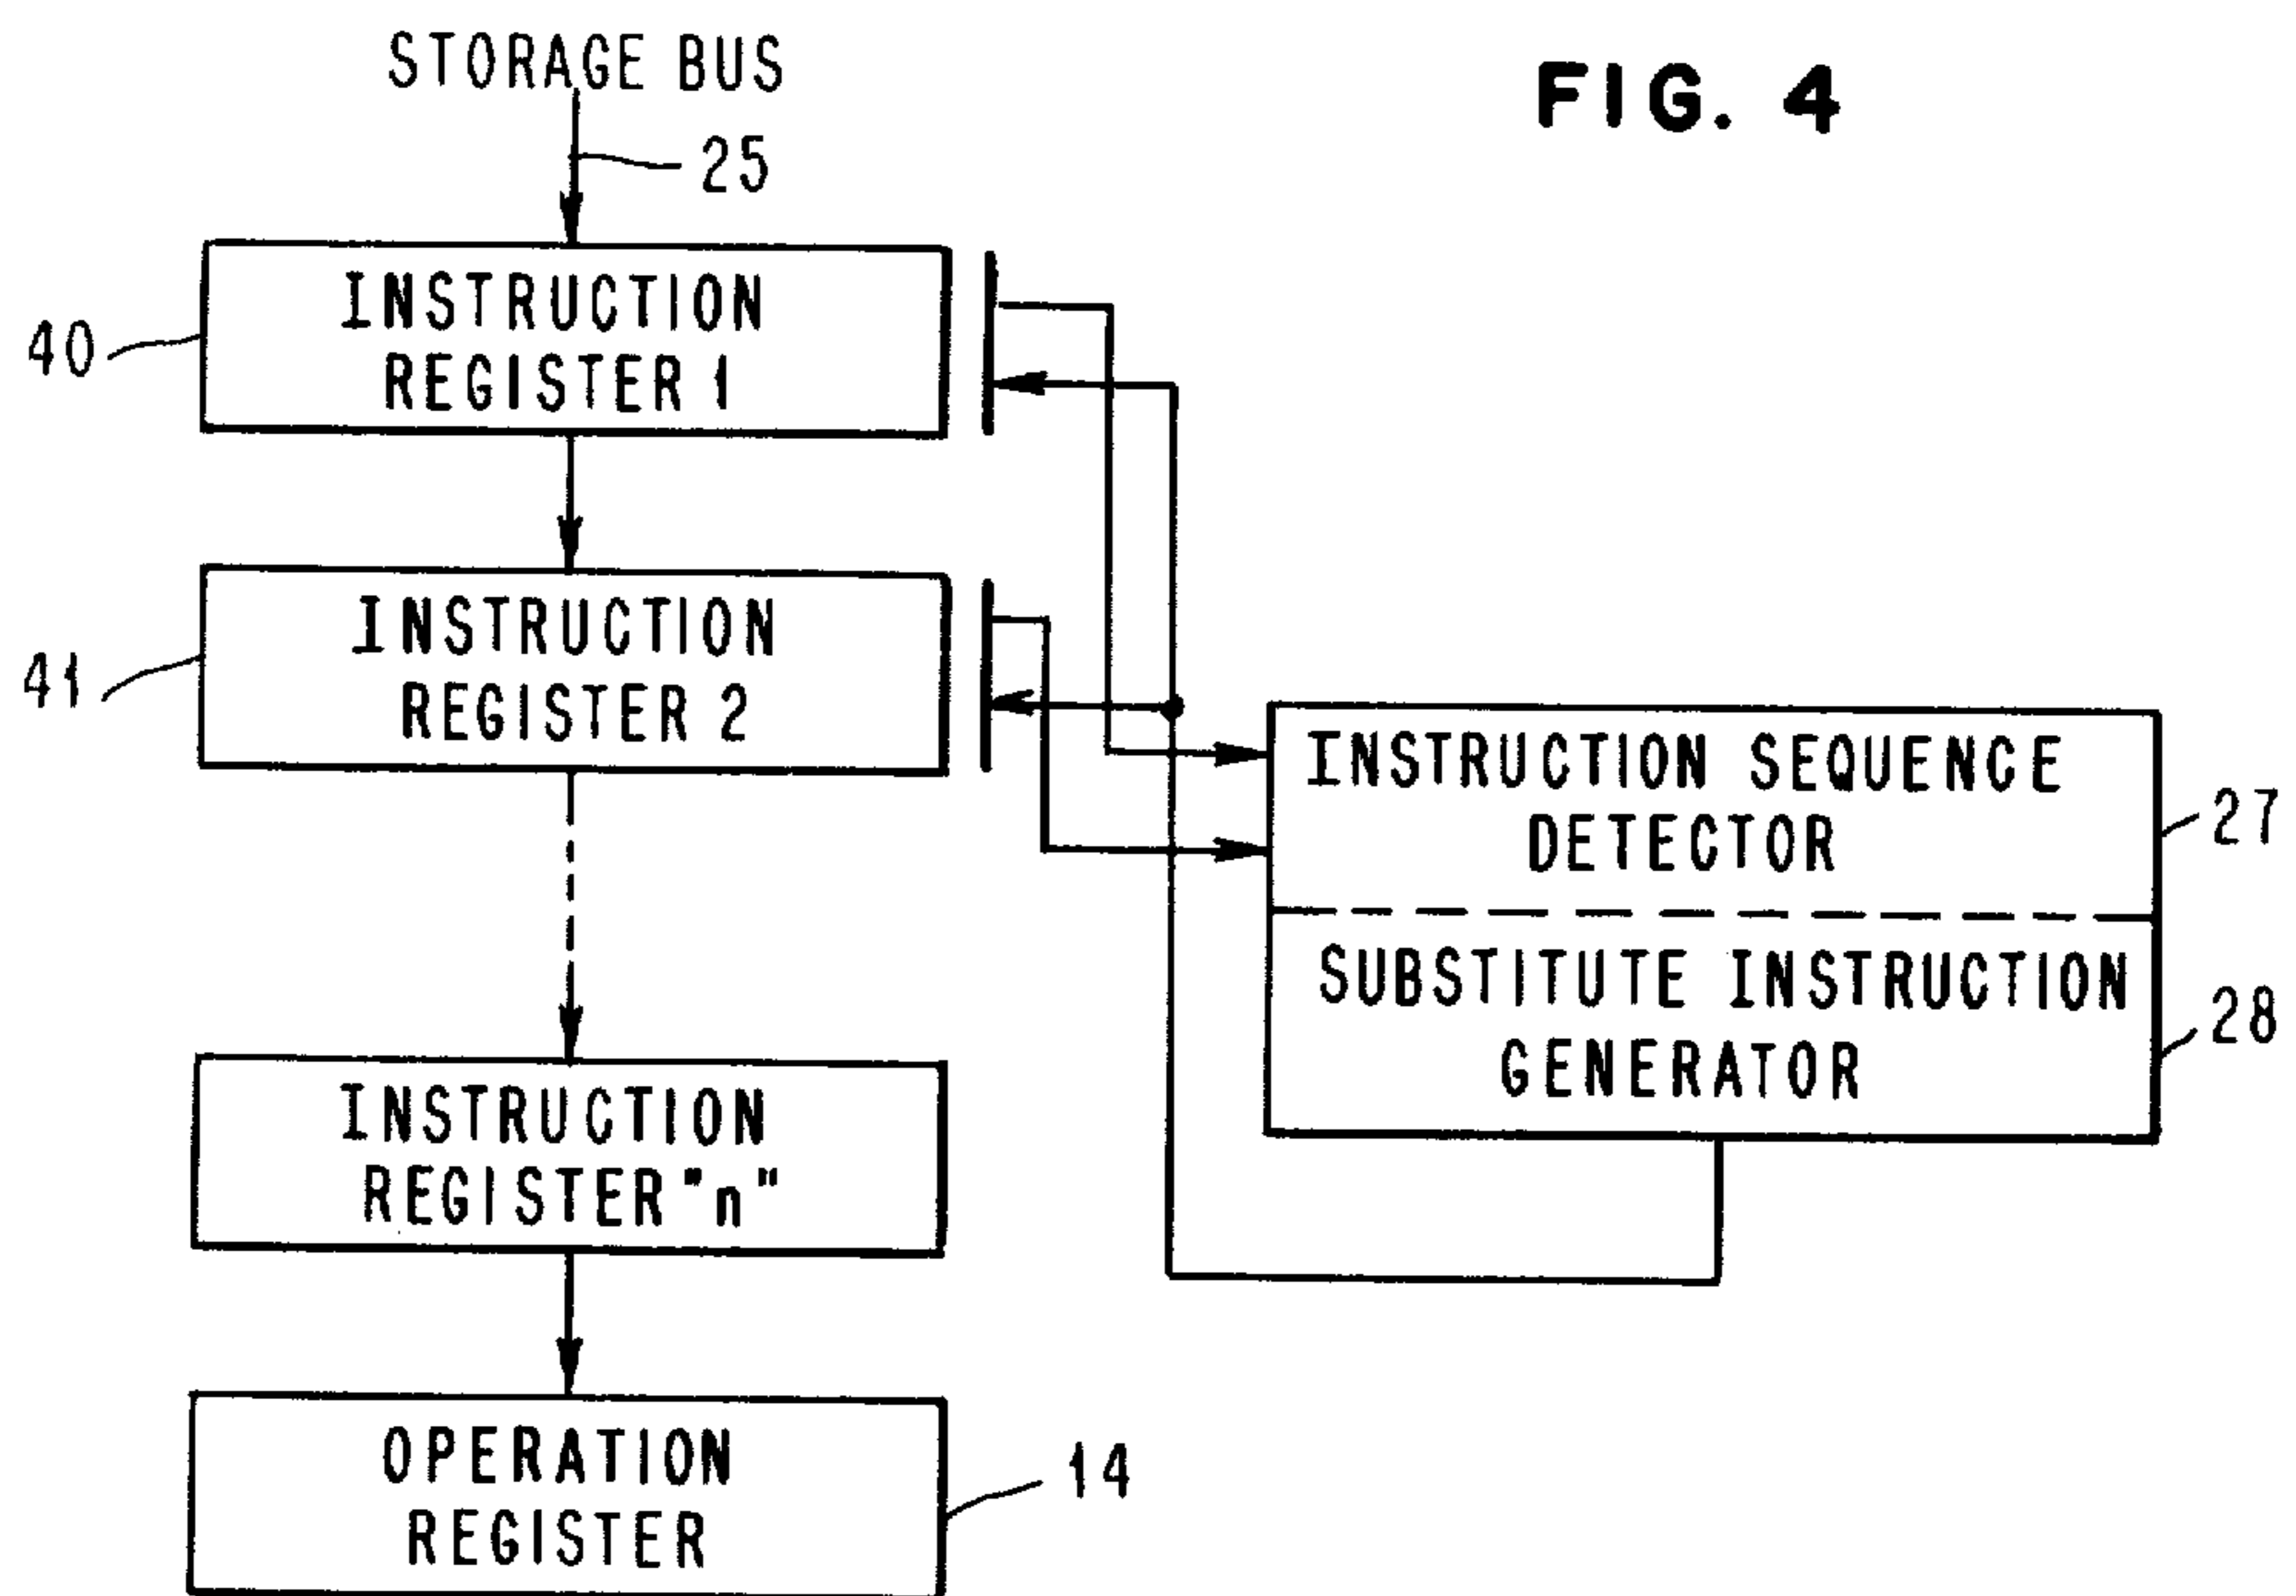 STORAGE BUS
FIG. 4
25
INSTRUCTION
REGISTER 1
40
INSTRUCTION
REGISTER 2
41
INSTRUCTION SEQUENCE
DETECTOR
27
SUBSTITUTE INSTRUCTION
GENERATOR
28
INSTRUCTION
REGISTER "n"
OPERATION
REGISTER
14